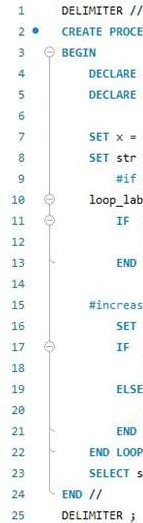 1 DELIMITER //
2 CREATE PROCE
3 BEGIN
4 DECLARE
5 DECLARE
6
7 SET x =
8 SET str
9 #if
10 loop_lab
11 IF
12
13 END
14
15 #increas
16 SET
17 IF
18
19 ELSE
20
21 END
22 END LOOP
23 SELECT s
24 END //
25 DELIMITER ;